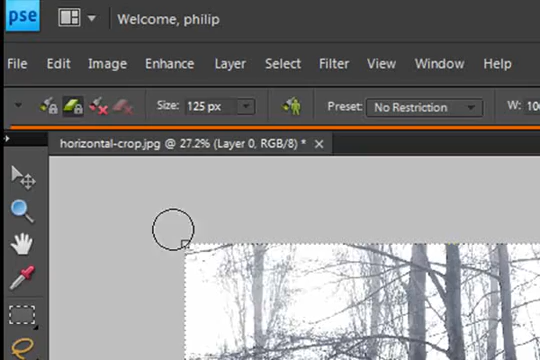 pse Welcome, philip
File Edit Image Enhance Layer Select Filter View Window Help
Size: 125 px Preset: No Restriction W:
horizontal-crop.jpg @ 27.2% (Layer 0, RGB/8) *